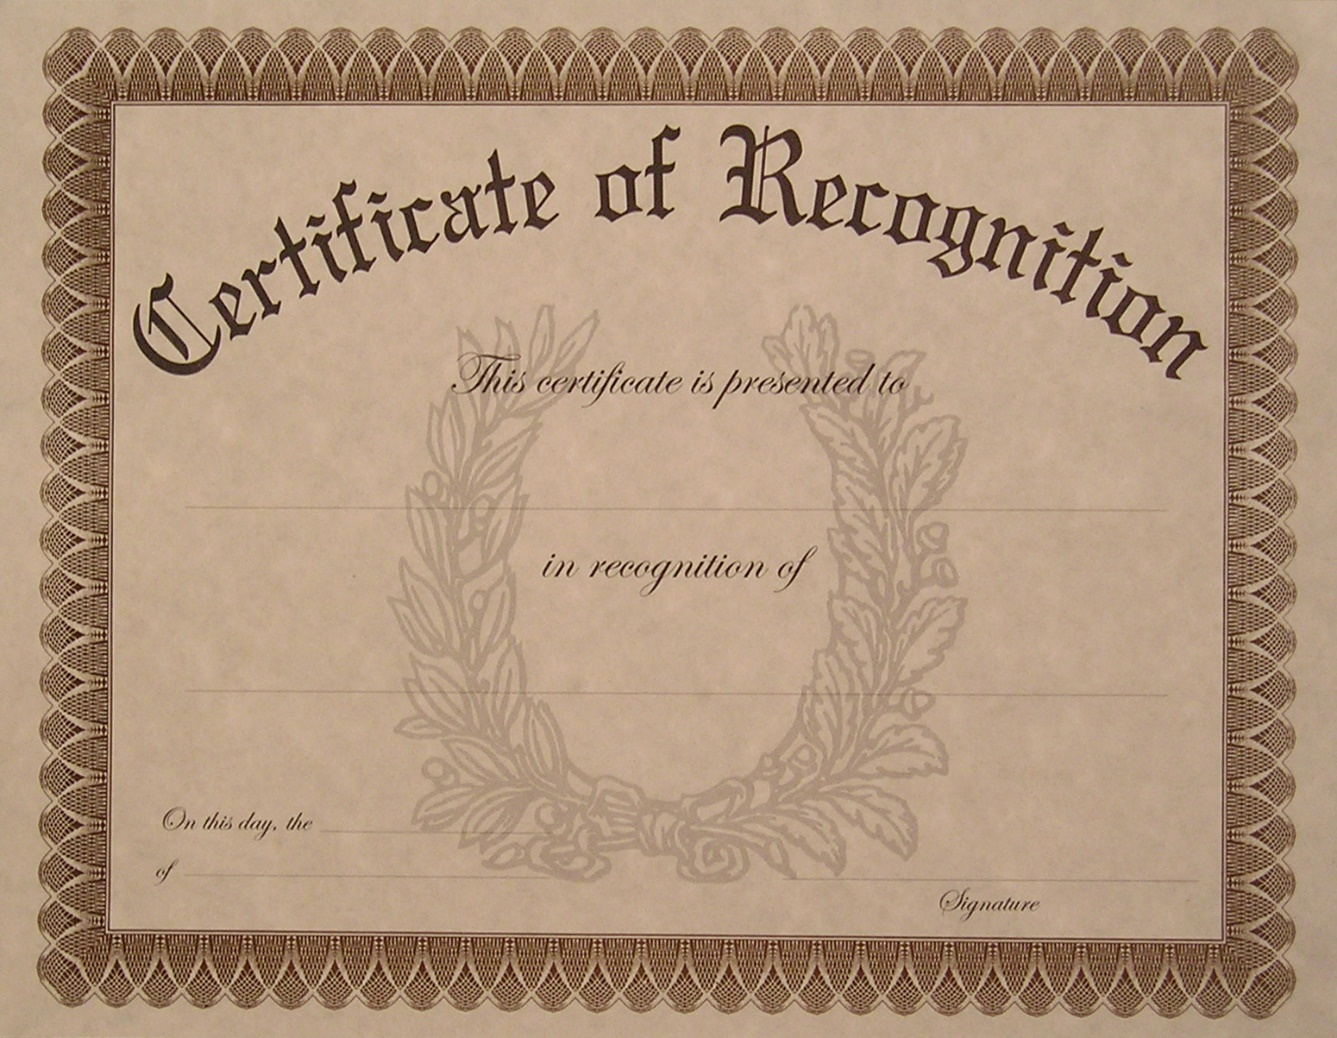 Certificate of Recognition
This certificate is presented to
in recognition of
On this day, the
of
Signature